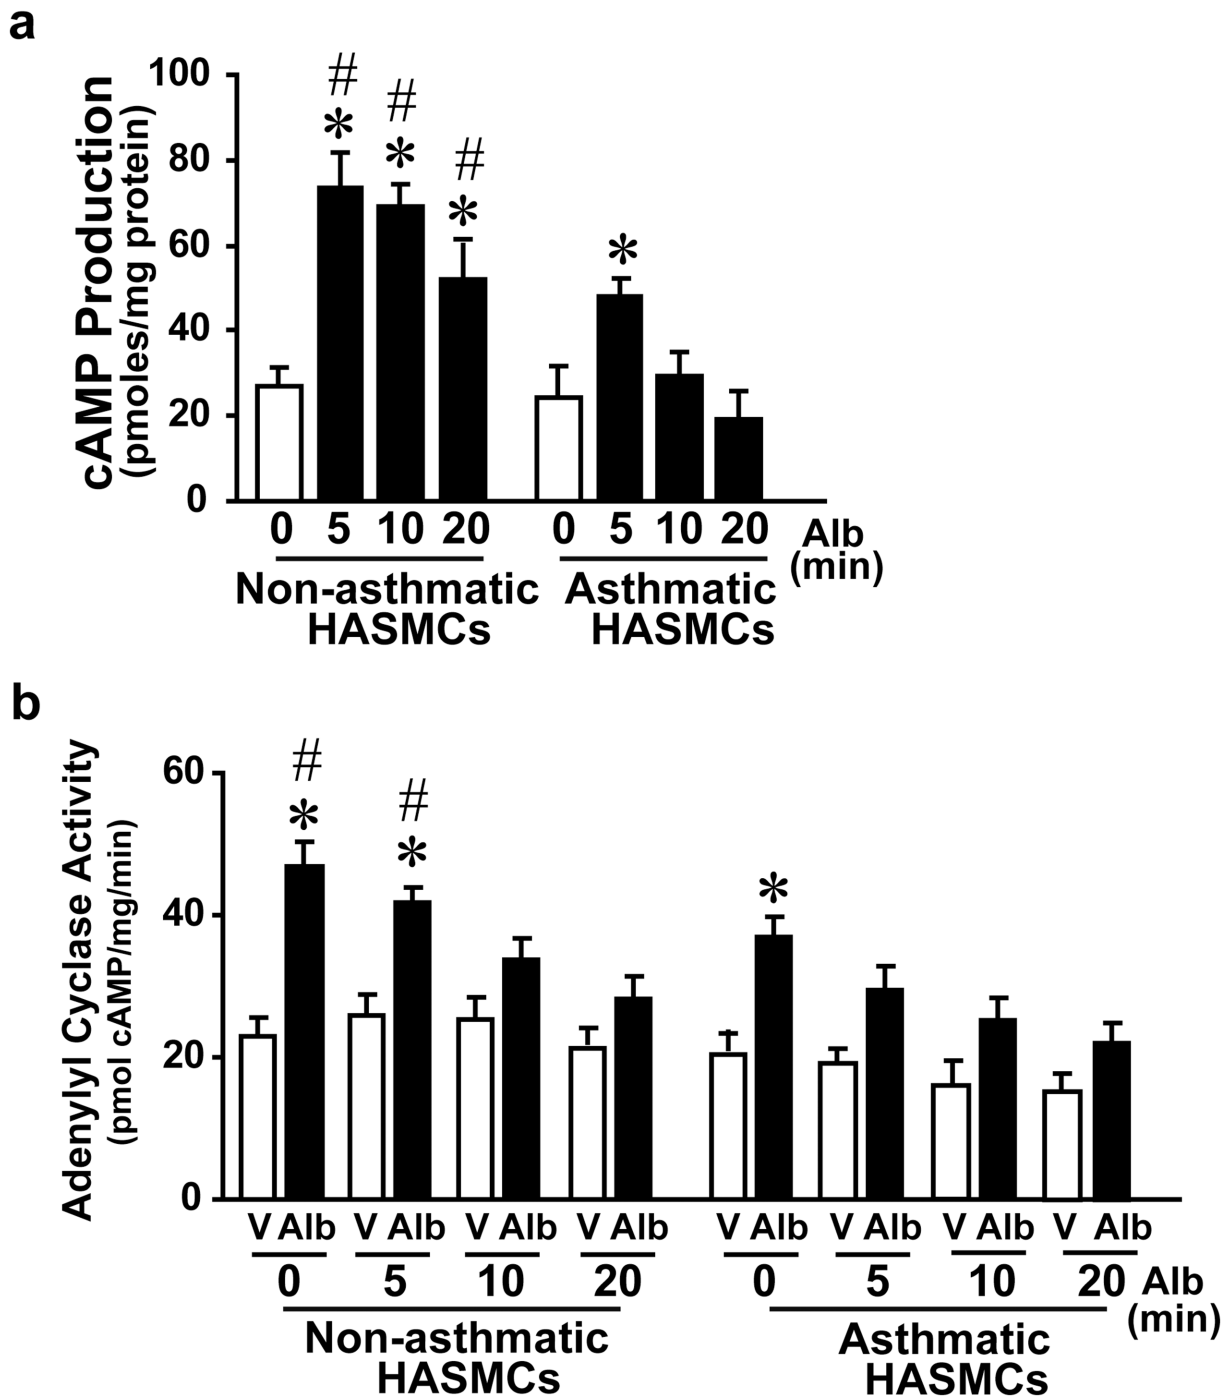 a
cAMP Production
(pmoles/mg protein)
100
80
60
40
20
0
#
*
#
*
#
*
*
0 5 10 20 0 5 10 20 Alb
(min)
Non-asthmatic Asthmatic
HASMCs HASMCs
b
Adenylyl Cyclase Activity
(pmol cAMP/mg/min)
60
40
20
0
#
*
#
*
*
V Alb V Alb V Alb V Alb V Alb V Alb V Alb V Alb
0 5 10 20 0 5 10 20 Alb
(min)
Non-asthmatic Asthmatic
HASMCs HASMCs